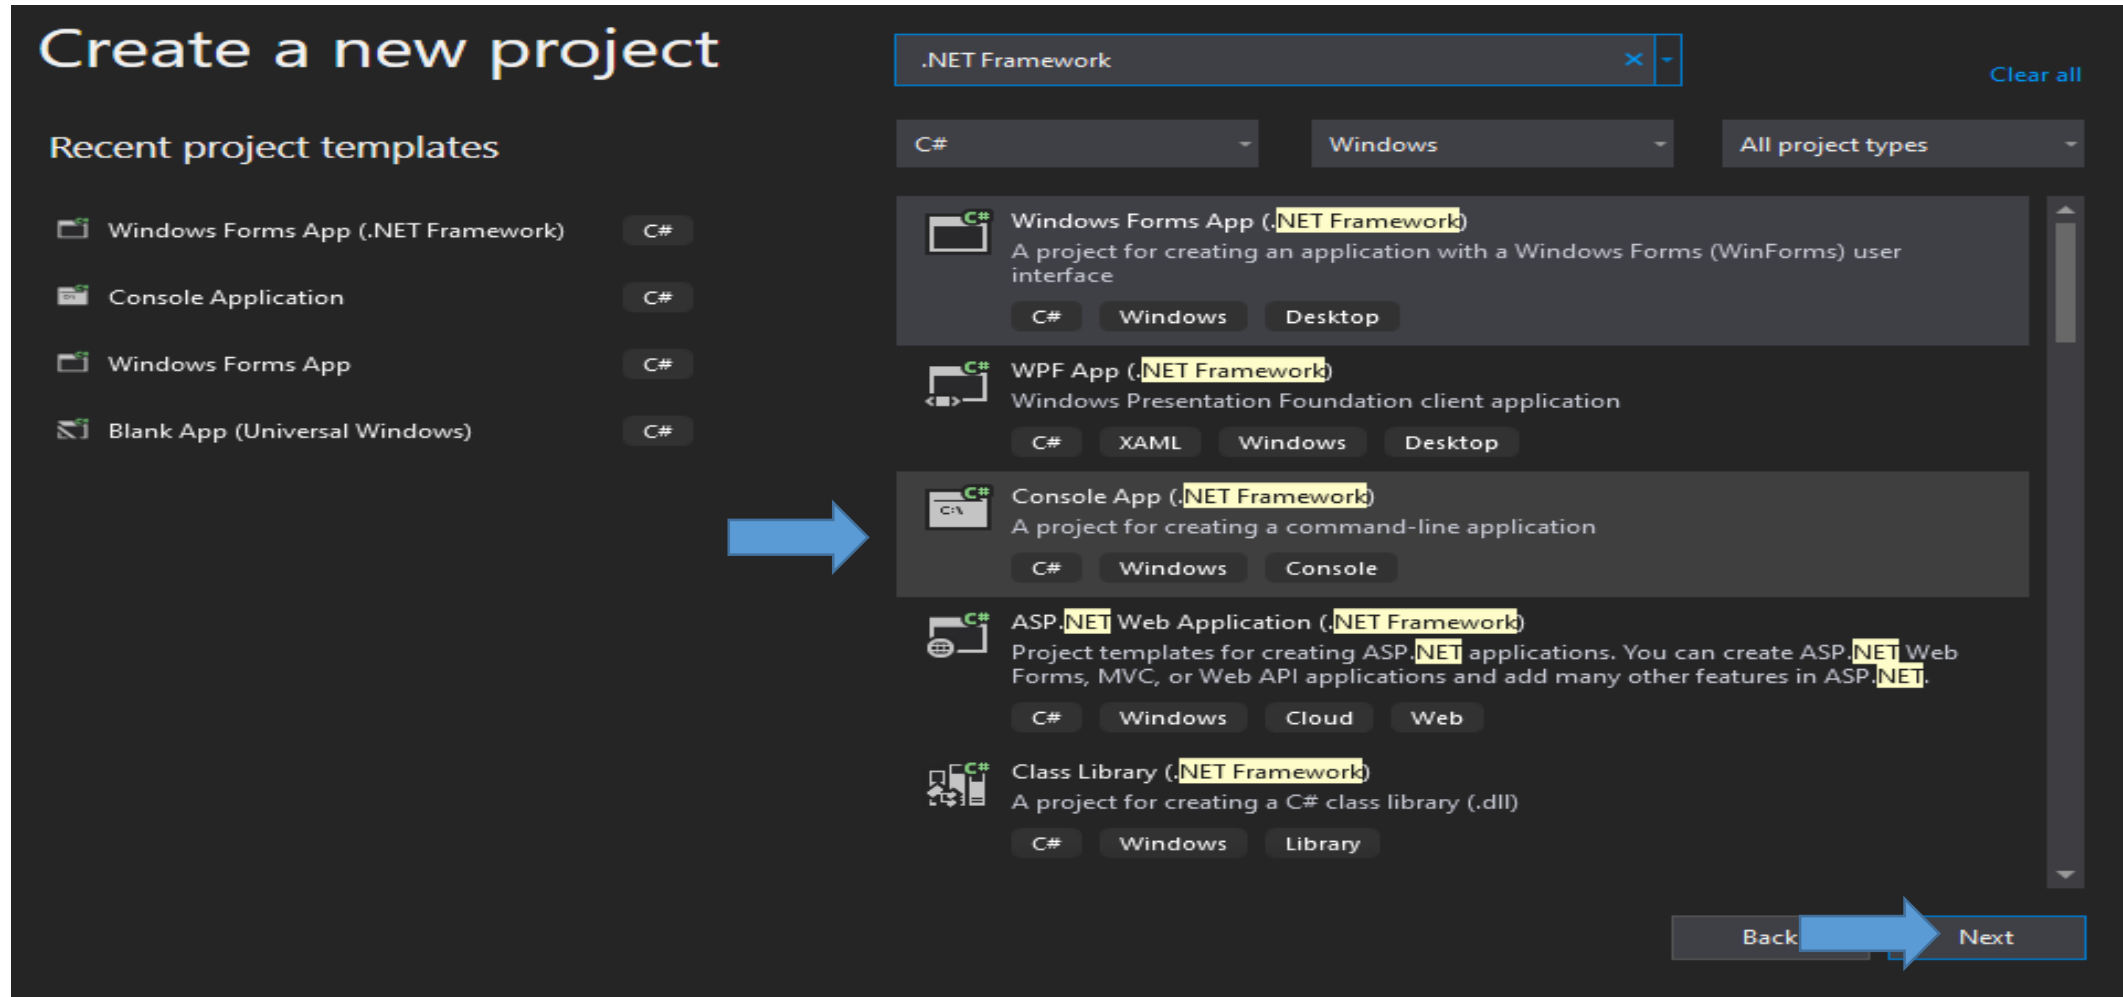 Create a new project
.NET Framework
Clear all
C#
Windows
All project types
Recent project templates
Windows Forms App (.NET Framework) C#
Console Application C#
Windows Forms App C#
Blank App (Universal Windows) C#
C#
Windows Forms App (.NET Framework)
A project for creating an application with a Windows Forms (WinForms) user
interface
C# Windows Desktop
C#
WPF App (.NET Framework)
Windows Presentation Foundation client application
C# XAML Windows Desktop
C#
C:\
Console App (.NET Framework)
A project for creating a command-line application
C# Windows Console
C#
ASP.NET Web Application (.NET Framework)
Project templates for creating ASP.NET applications. You can create ASP.NET Web
Forms, MVC, or Web API applications and add many other features in ASP.NET.
C# Windows Cloud Web
C#
Class Library (.NET Framework)
A project for creating a C# class library (.dll)
C# Windows Library
Back
Next